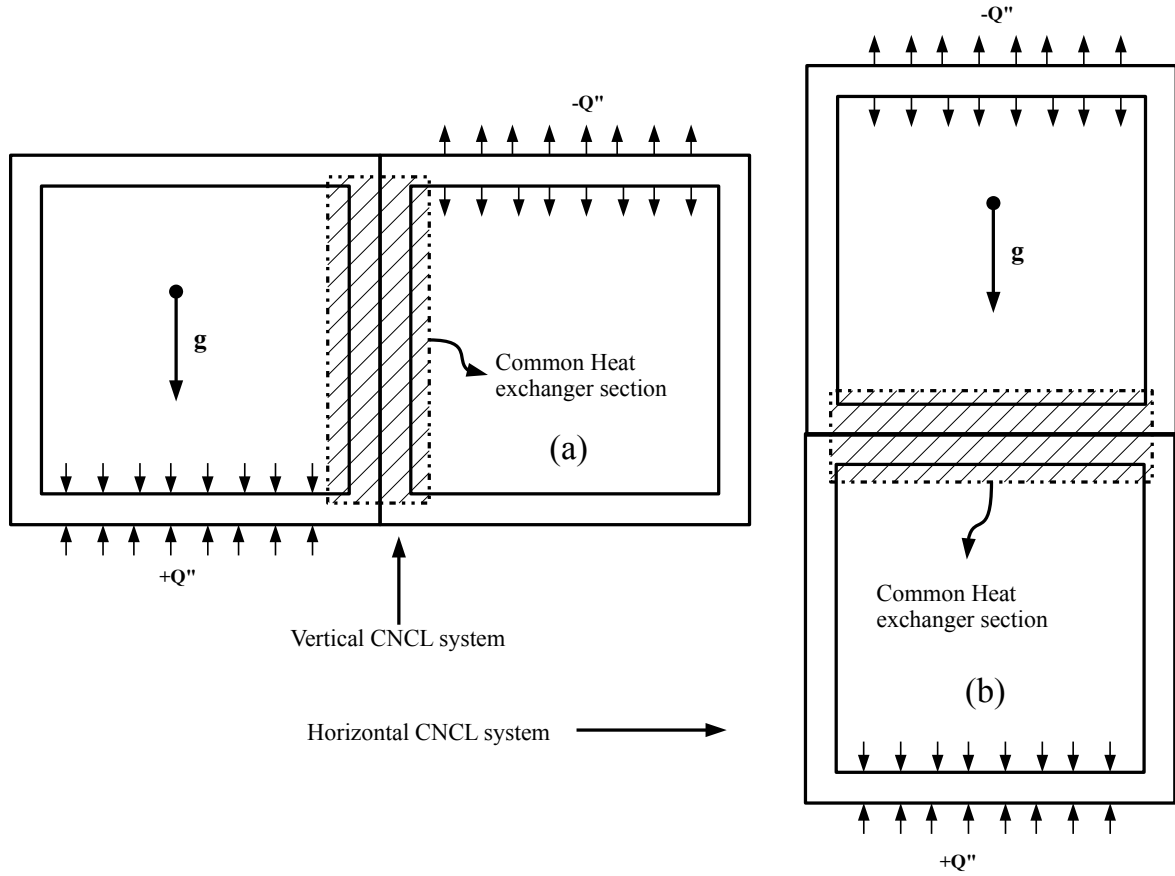 -Q"
g
Common Heat
exchanger section
(a)
+Q"
Vertical CNCL system
Horizontal CNCL system
-Q"
g
Common Heat
exchanger section
(b)
+Q"